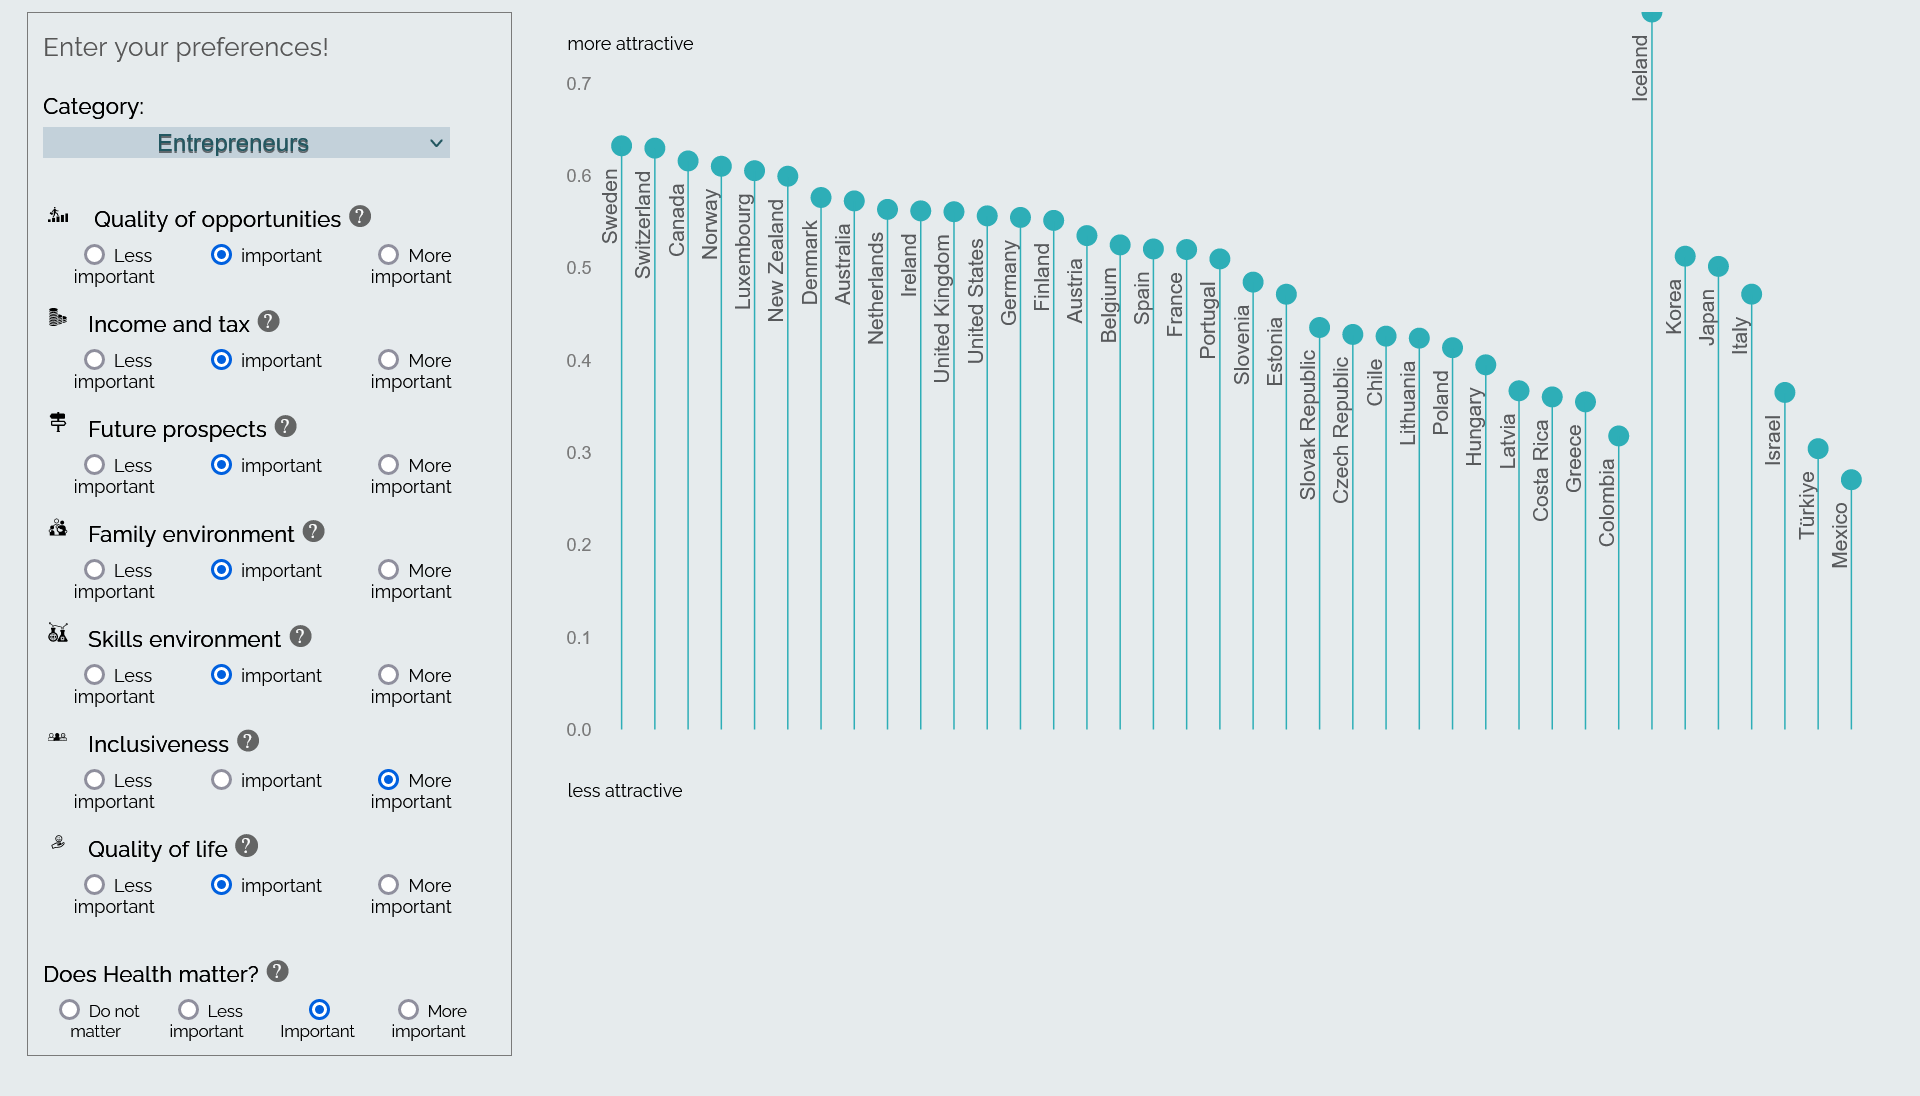 Enter your preferences!
Category:
Entrepreneurs
Quality of opportunities ?
Less important
important
More important
Income and tax ?
Less important
important
More important
Future prospects ?
Less important
important
More important
Family environment ?
Less important
important
More important
Skills environment ?
Less important
important
More important
Inclusiveness ?
Less important
important
More important
Quality of life ?
Less important
important
More important
Does Health matter? ?
Do not matter
Less important
Important
More important
more attractive
0.7
0.6
0.5
0.4
0.3
0.2
0.1
0.0
less attractive
Sweden
Switzerland
Canada
Norway
Luxembourg
New Zealand
Denmark
Australia
Netherlands
Ireland
United Kingdom
United States
Germany
Finland
Austria
Belgium
Spain
France
Portugal
Slovenia
Estonia
Slovak Republic
Czech Republic
Chile
Lithuania
Poland
Hungary
Latvia
Costa Rica
Greece
Colombia
Iceland
Korea
Japan
Italy
Israel
Türkiye
Mexico